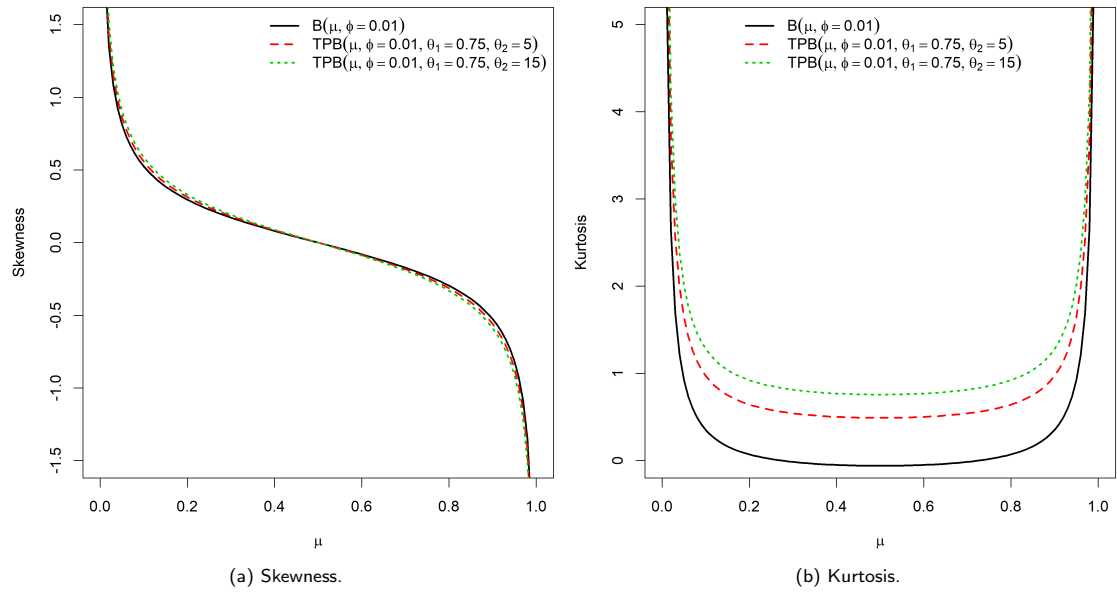 B(μ, ϕ = 0.01)
TPB(μ, ϕ = 0.01, θ₁ = 0.75, θ₂ = 5)
TPB(μ, ϕ = 0.01, θ₁ = 0.75, θ₂ = 15)
Skewness
1.5
1.0
0.5
0.0
-0.5
-1.0
-1.5
0.0 0.2 0.4 0.6 0.8 1.0
μ
(a) Skewness.
B(μ, ϕ = 0.01)
TPB(μ, ϕ = 0.01, θ₁ = 0.75, θ₂ = 5)
TPB(μ, ϕ = 0.01, θ₁ = 0.75, θ₂ = 15)
Kurtosis
5
4
3
2
1
0
0.0 0.2 0.4 0.6 0.8 1.0
μ
(b) Kurtosis.